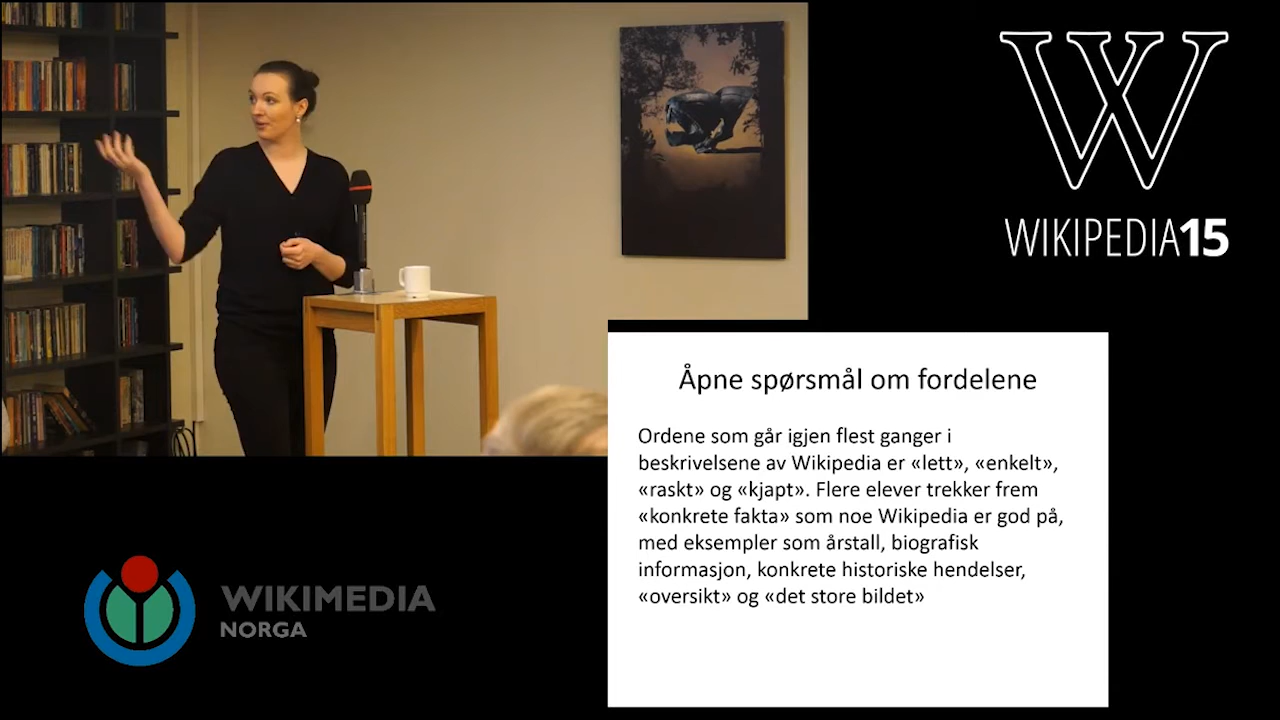 W
WIKIPEDIA15
Åpne spørsmål om fordelene
Ordene som går igjen flest ganger i
beskrivelsene av Wikipedia er «lett», «enkelt»,
«raskt» og «kjapt». Flere elever trekker frem
«konkrete fakta» som noe Wikipedia er god på,
med eksempler som årstall, biografisk
informasjon, konkrete historiske hendelser,
«oversikt» og «det store bildet»
WIKIMEDIA
NORGA